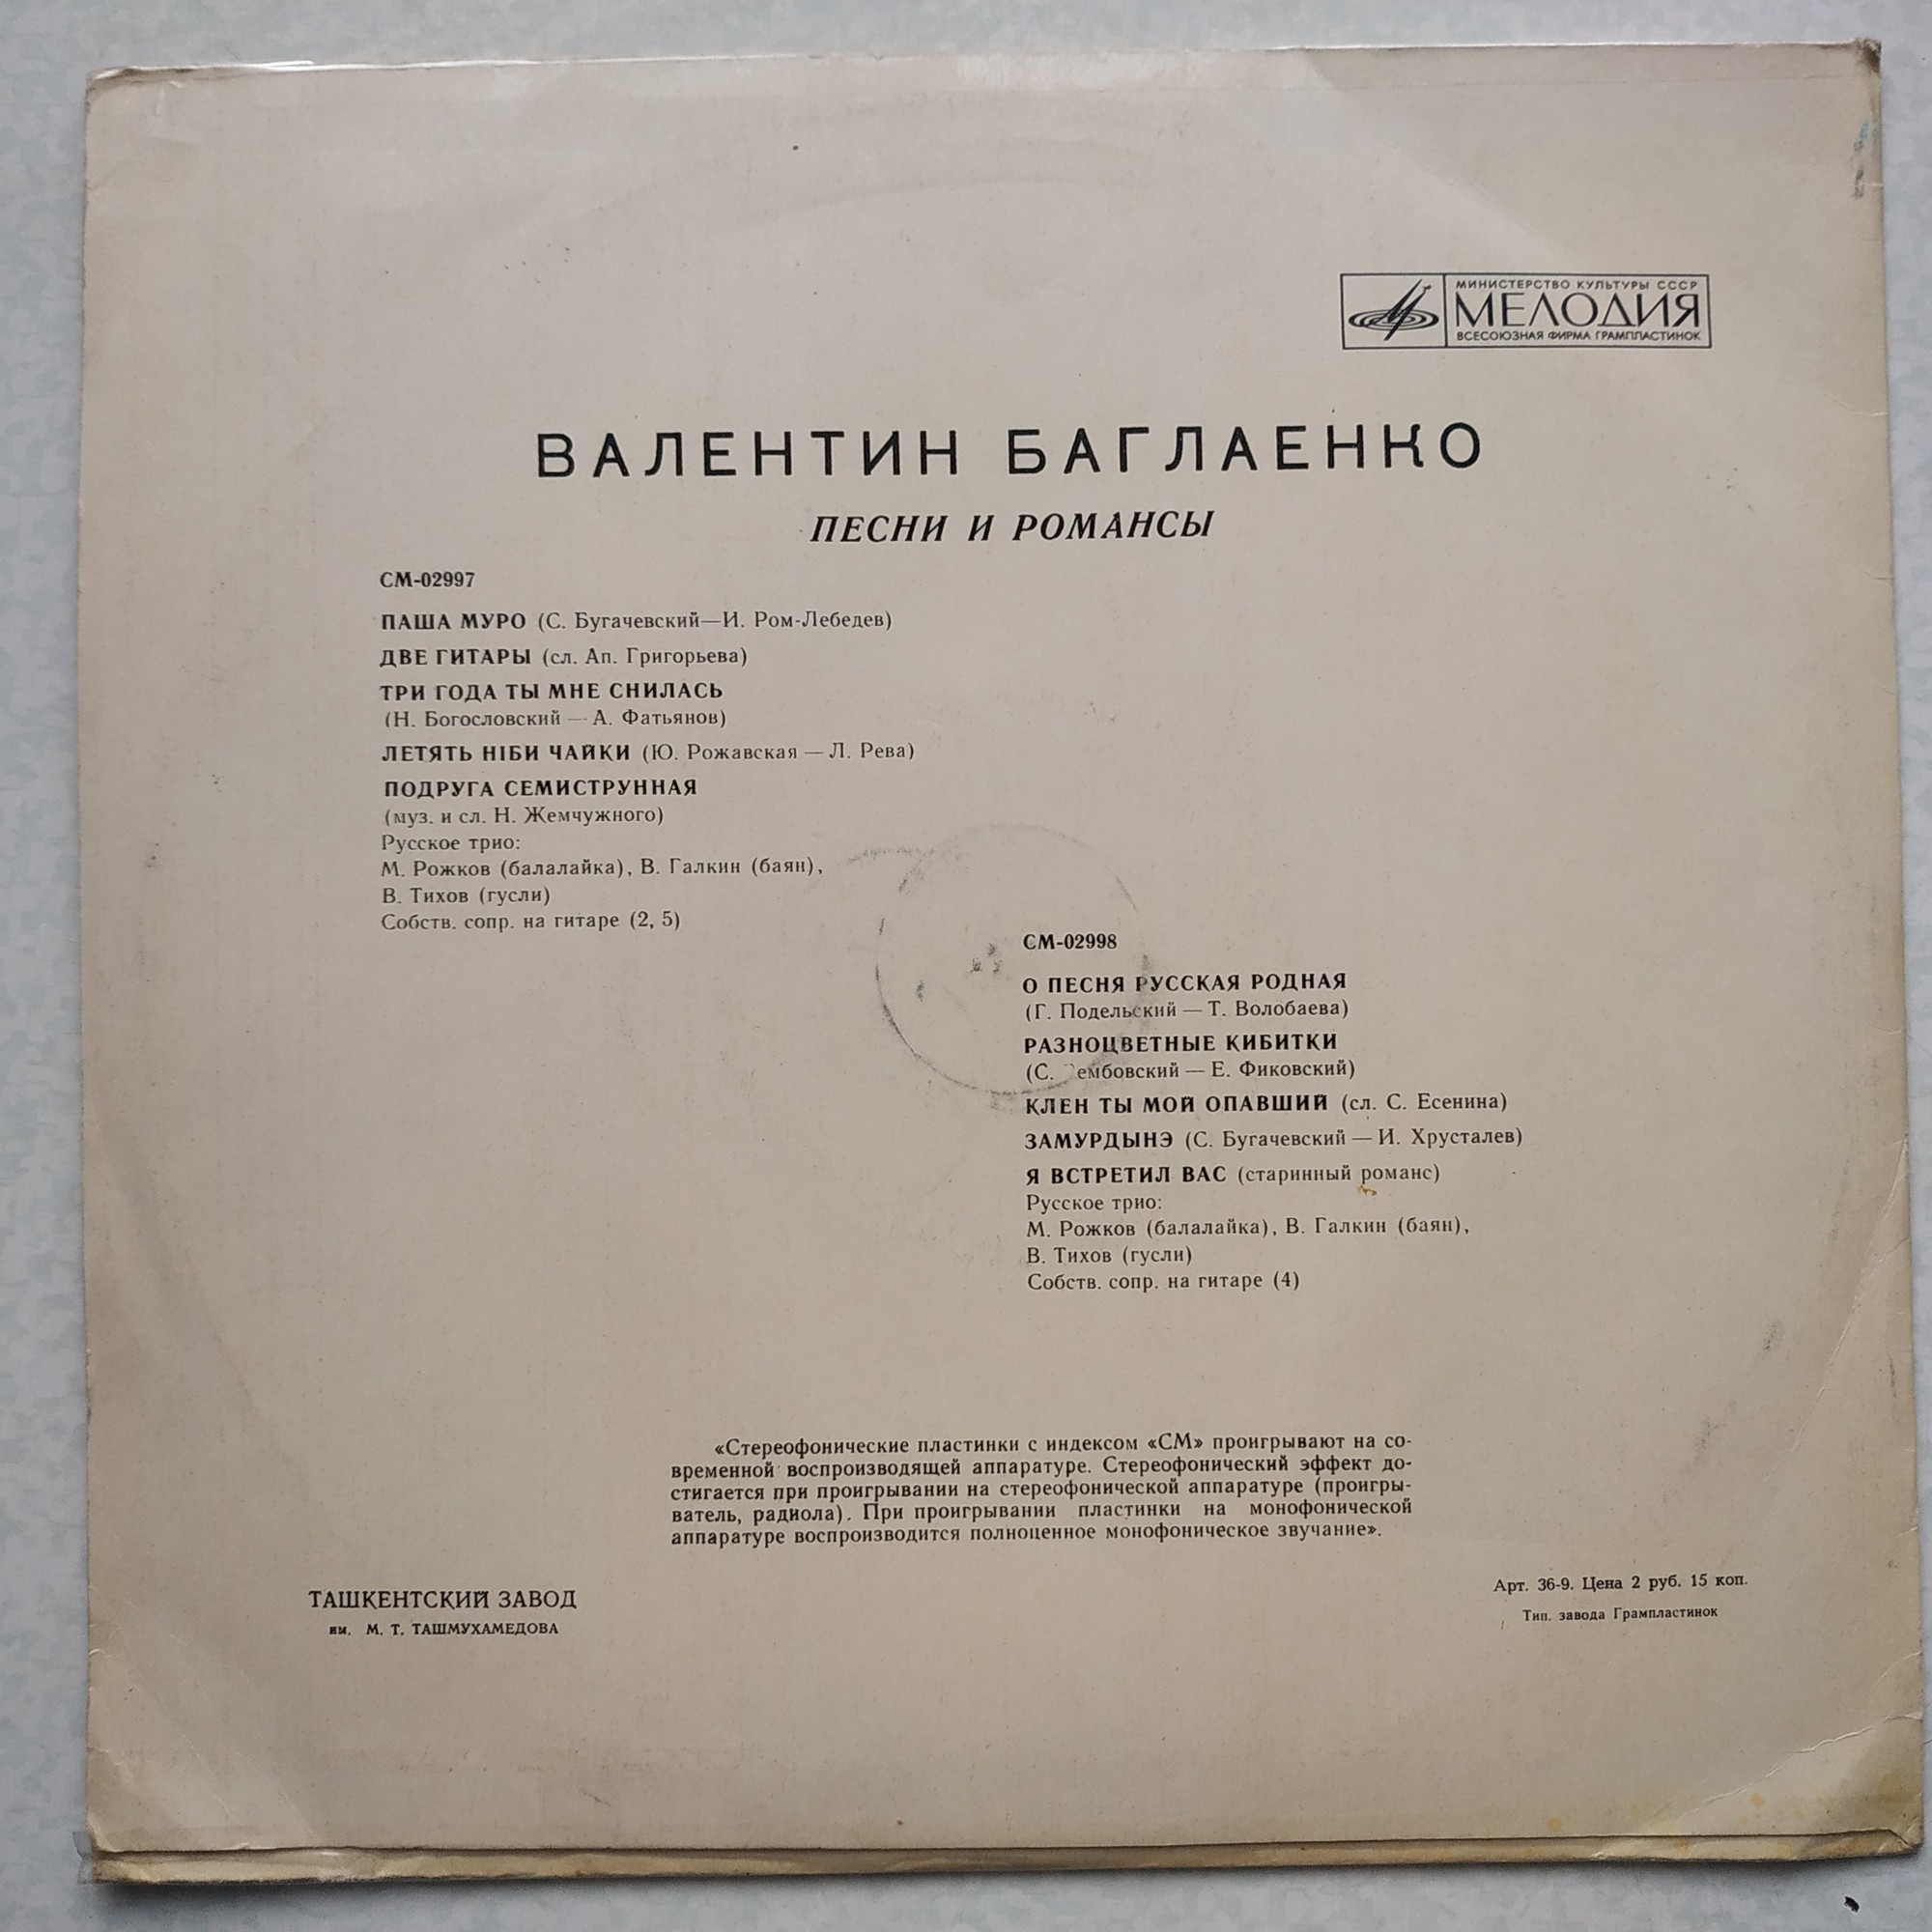 МИНИСТЕРСТВО КУЛЬТУРЫ СССР
МЕЛОДИЯ
ВСЕСОЮЗНАЯ ФИРМА ГРАМПЛАСТИНОК
ВАЛЕНТИН БАГЛАЕНКО
ПЕСНИ И РОМАНСЫ
СМ-02997
ПАША МУРО (С. Бугачевский—И. Ром-Лебедев)
ДВЕ ГИТАРЫ (сл. Ап. Григорьева)
ТРИ ГОДА ТЫ МНЕ СНИЛАСЬ
(Н. Богословский — А. Фатьянов)
ЛЕТЯТЬ НІБИ ЧАЙКИ (Ю. Рожавская — Л. Рева)
ПОДРУГА СЕМИСТРУННАЯ
(муз. и сл. Н. Жемчужного)
Русское трио:
М. Рожков (балалайка), В. Галкин (баян),
В. Тихов (гусли)
Собств. сопр. на гитаре (2, 5)
СМ-02998
О ПЕСНЯ РУССКАЯ РОДНАЯ
(Г. Подельский — Т. Волобаева)
РАЗНОЦВЕТНЫЕ КИБИТКИ
(С. — Е. Фиковский)
КЛЕН ТЫ МОЙ ОПАВШИЙ (сл. С. Есенина)
ЗАМУРДЫНЭ (С. Бугачевский — И. Хрусталев)
Я ВСТРЕТИЛ ВАС (старинный романс)
Русское трио:
М. Рожков (балалайка), В. Галкин (баян),
В. Тихов (гусли)
Собств. сопр. на гитаре (4)
«Стереофонические пластинки с индексом «СМ» проигрывают на со-
временной воспроизводящей аппаратуре. Стереофонический эффект до-
стигается при проигрывании на стереофонической аппаратуре (проигры-
ватель, радиола). При проигрывании пластинки на монофонической
аппаратуре воспроизводится полноценное монофоническое звучание».
ТАШКЕНТСКИЙ ЗАВОД
им. М. Т. ТАШМУХАМЕДОВА
Арт. 36-9. Цена 2 руб. 15 коп.
Тип. завода Грампластинок